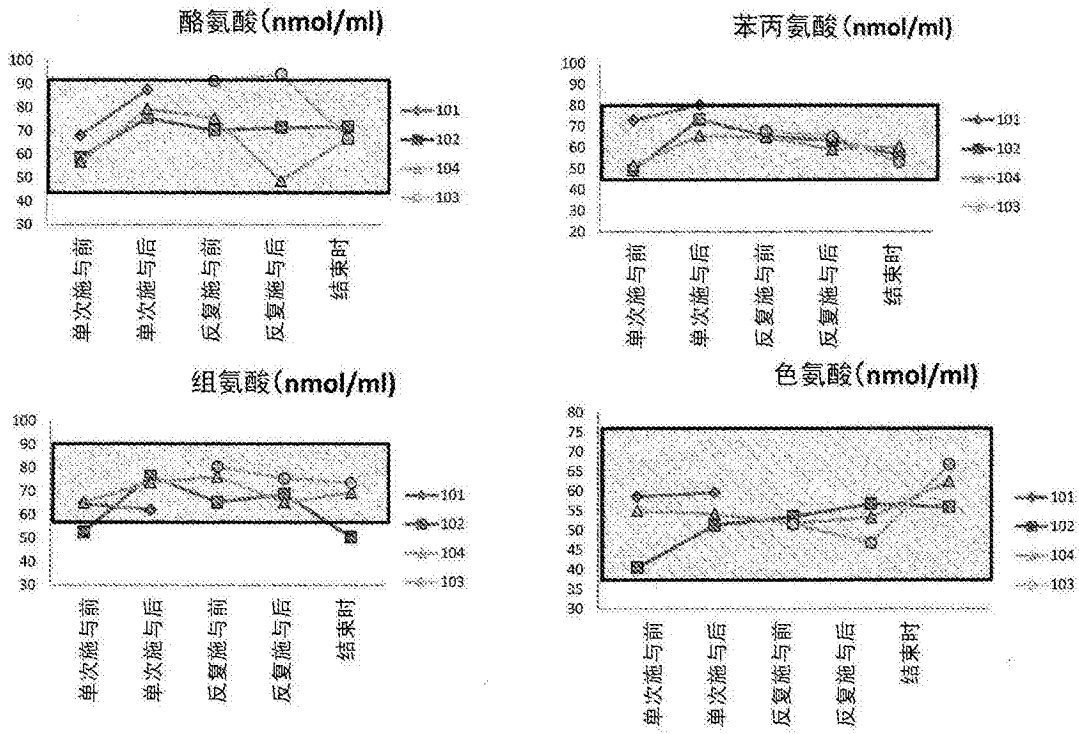 酪氨酸(nmol/ml)
100
90
80
70
60
50
40
30
101
102
104
103
单次施与前
单次施与后
反复施与前
反复施与后
结束时
苯丙氨酸(nmol/ml)
100
90
80
70
60
50
40
30
20
101
102
104
103
单次施与前
单次施与后
反复施与前
反复施与后
结束时
组氨酸(nmol/ml)
100
90
80
70
60
50
40
30
101
102
104
103
单次施与前
单次施与后
反复施与前
反复施与后
结束时
色氨酸(nmol/ml)
80
75
70
65
60
55
50
45
40
35
30
101
102
104
103
单次施与前
单次施与后
反复施与前
反复施与后
结束时